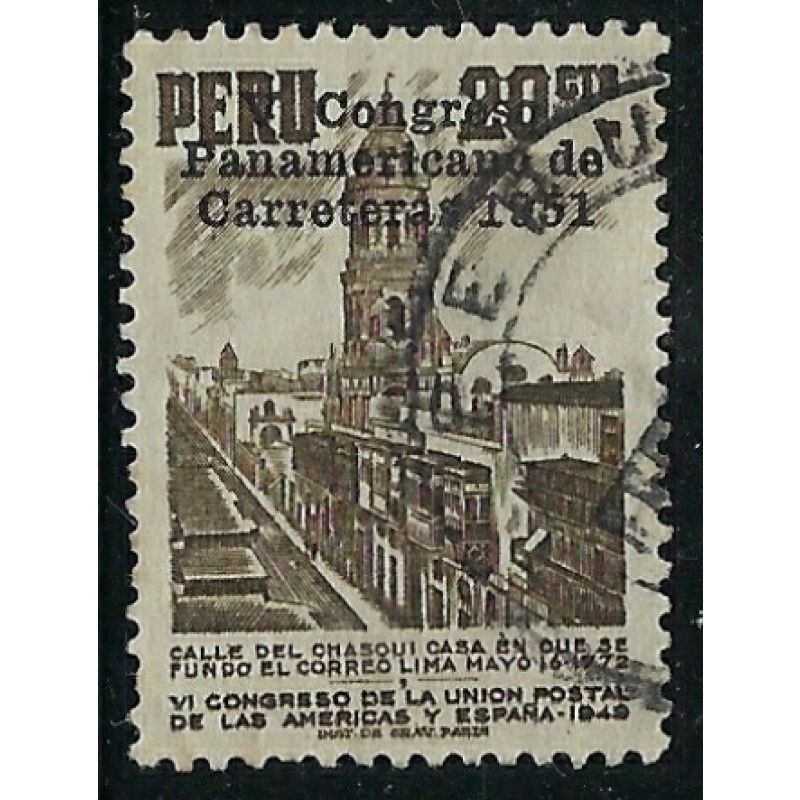 PERU 20 CTS
V Congreso
Panamericano de
Carreteras 1951
CALLE DEL CHASQUI CASA EN QUE SE
FUNDO EL CORREO LIMA MAYO 16-1772
VI CONGRESO DE LA UNION POSTAL
DE LAS AMERICAS Y ESPAÑA-1949
INST. DE GRAV. PARIS